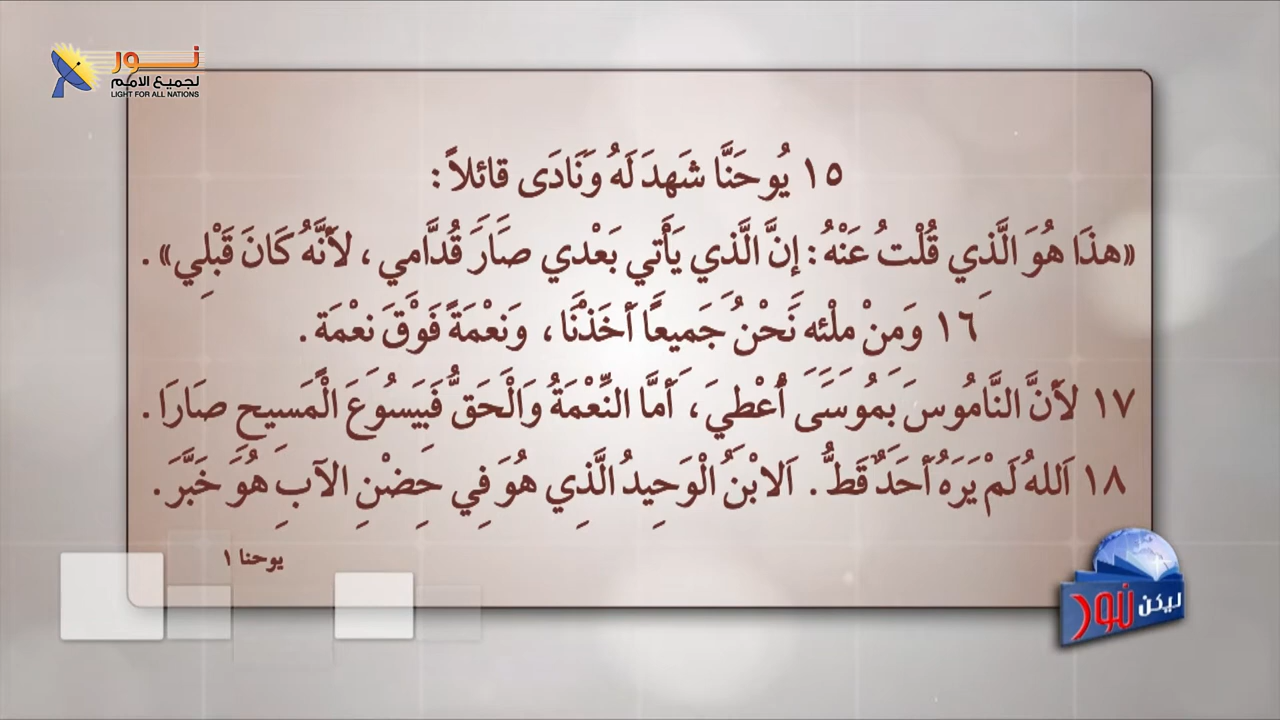 نـور
لجميع الامم
LIGHT FOR ALL NATIONS
١٥ يُوحَنَّا شَهِدَ لَهُ وَنَادَى قائلاً :
«هذَا هُوَ الَّذِي قُلْتُ عَنْهُ : إِنَّ الَّذِي يَأْتِي بَعْدِي صَارَ قُدَّامِي ، لأَنَّهُ كَانَ قَبْلِي» .
١٦ وَمِنْ مِلْئِهِ نَحْنُ جَمِيعًا أَخَذْنَا ، وَنِعْمَةً فَوْقَ نِعْمَةٍ .
١٧ لأَنَّ النَّامُوسَ بِمُوسَى أُعْطِيَ ، أَمَّا النِّعْمَةُ وَالْحَقُّ فَبِيَسُوعَ الْمَسِيحِ صَارَا .
١٨ اَللهُ لَمْ يَرَهُ أَحَدٌ قَطُّ . اَلابْنُ الْوَحِيدُ الَّذِي هُوَ فِي حِضْنِ الآبِ هُوَ خَبَّرَ .
يوحنا ١
ليكن نور